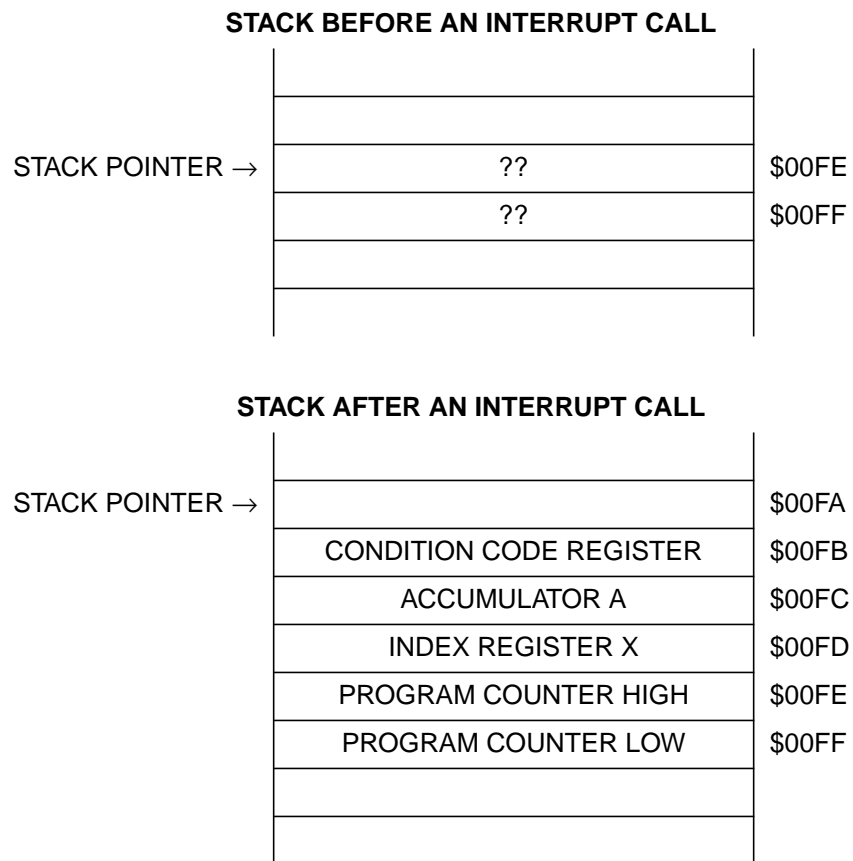 STACK BEFORE AN INTERRUPT CALL
STACK POINTER → ?? $00FE
?? $00FF
STACK AFTER AN INTERRUPT CALL
STACK POINTER → $00FA
CONDITION CODE REGISTER $00FB
ACCUMULATOR A $00FC
INDEX REGISTER X $00FD
PROGRAM COUNTER HIGH $00FE
PROGRAM COUNTER LOW $00FF